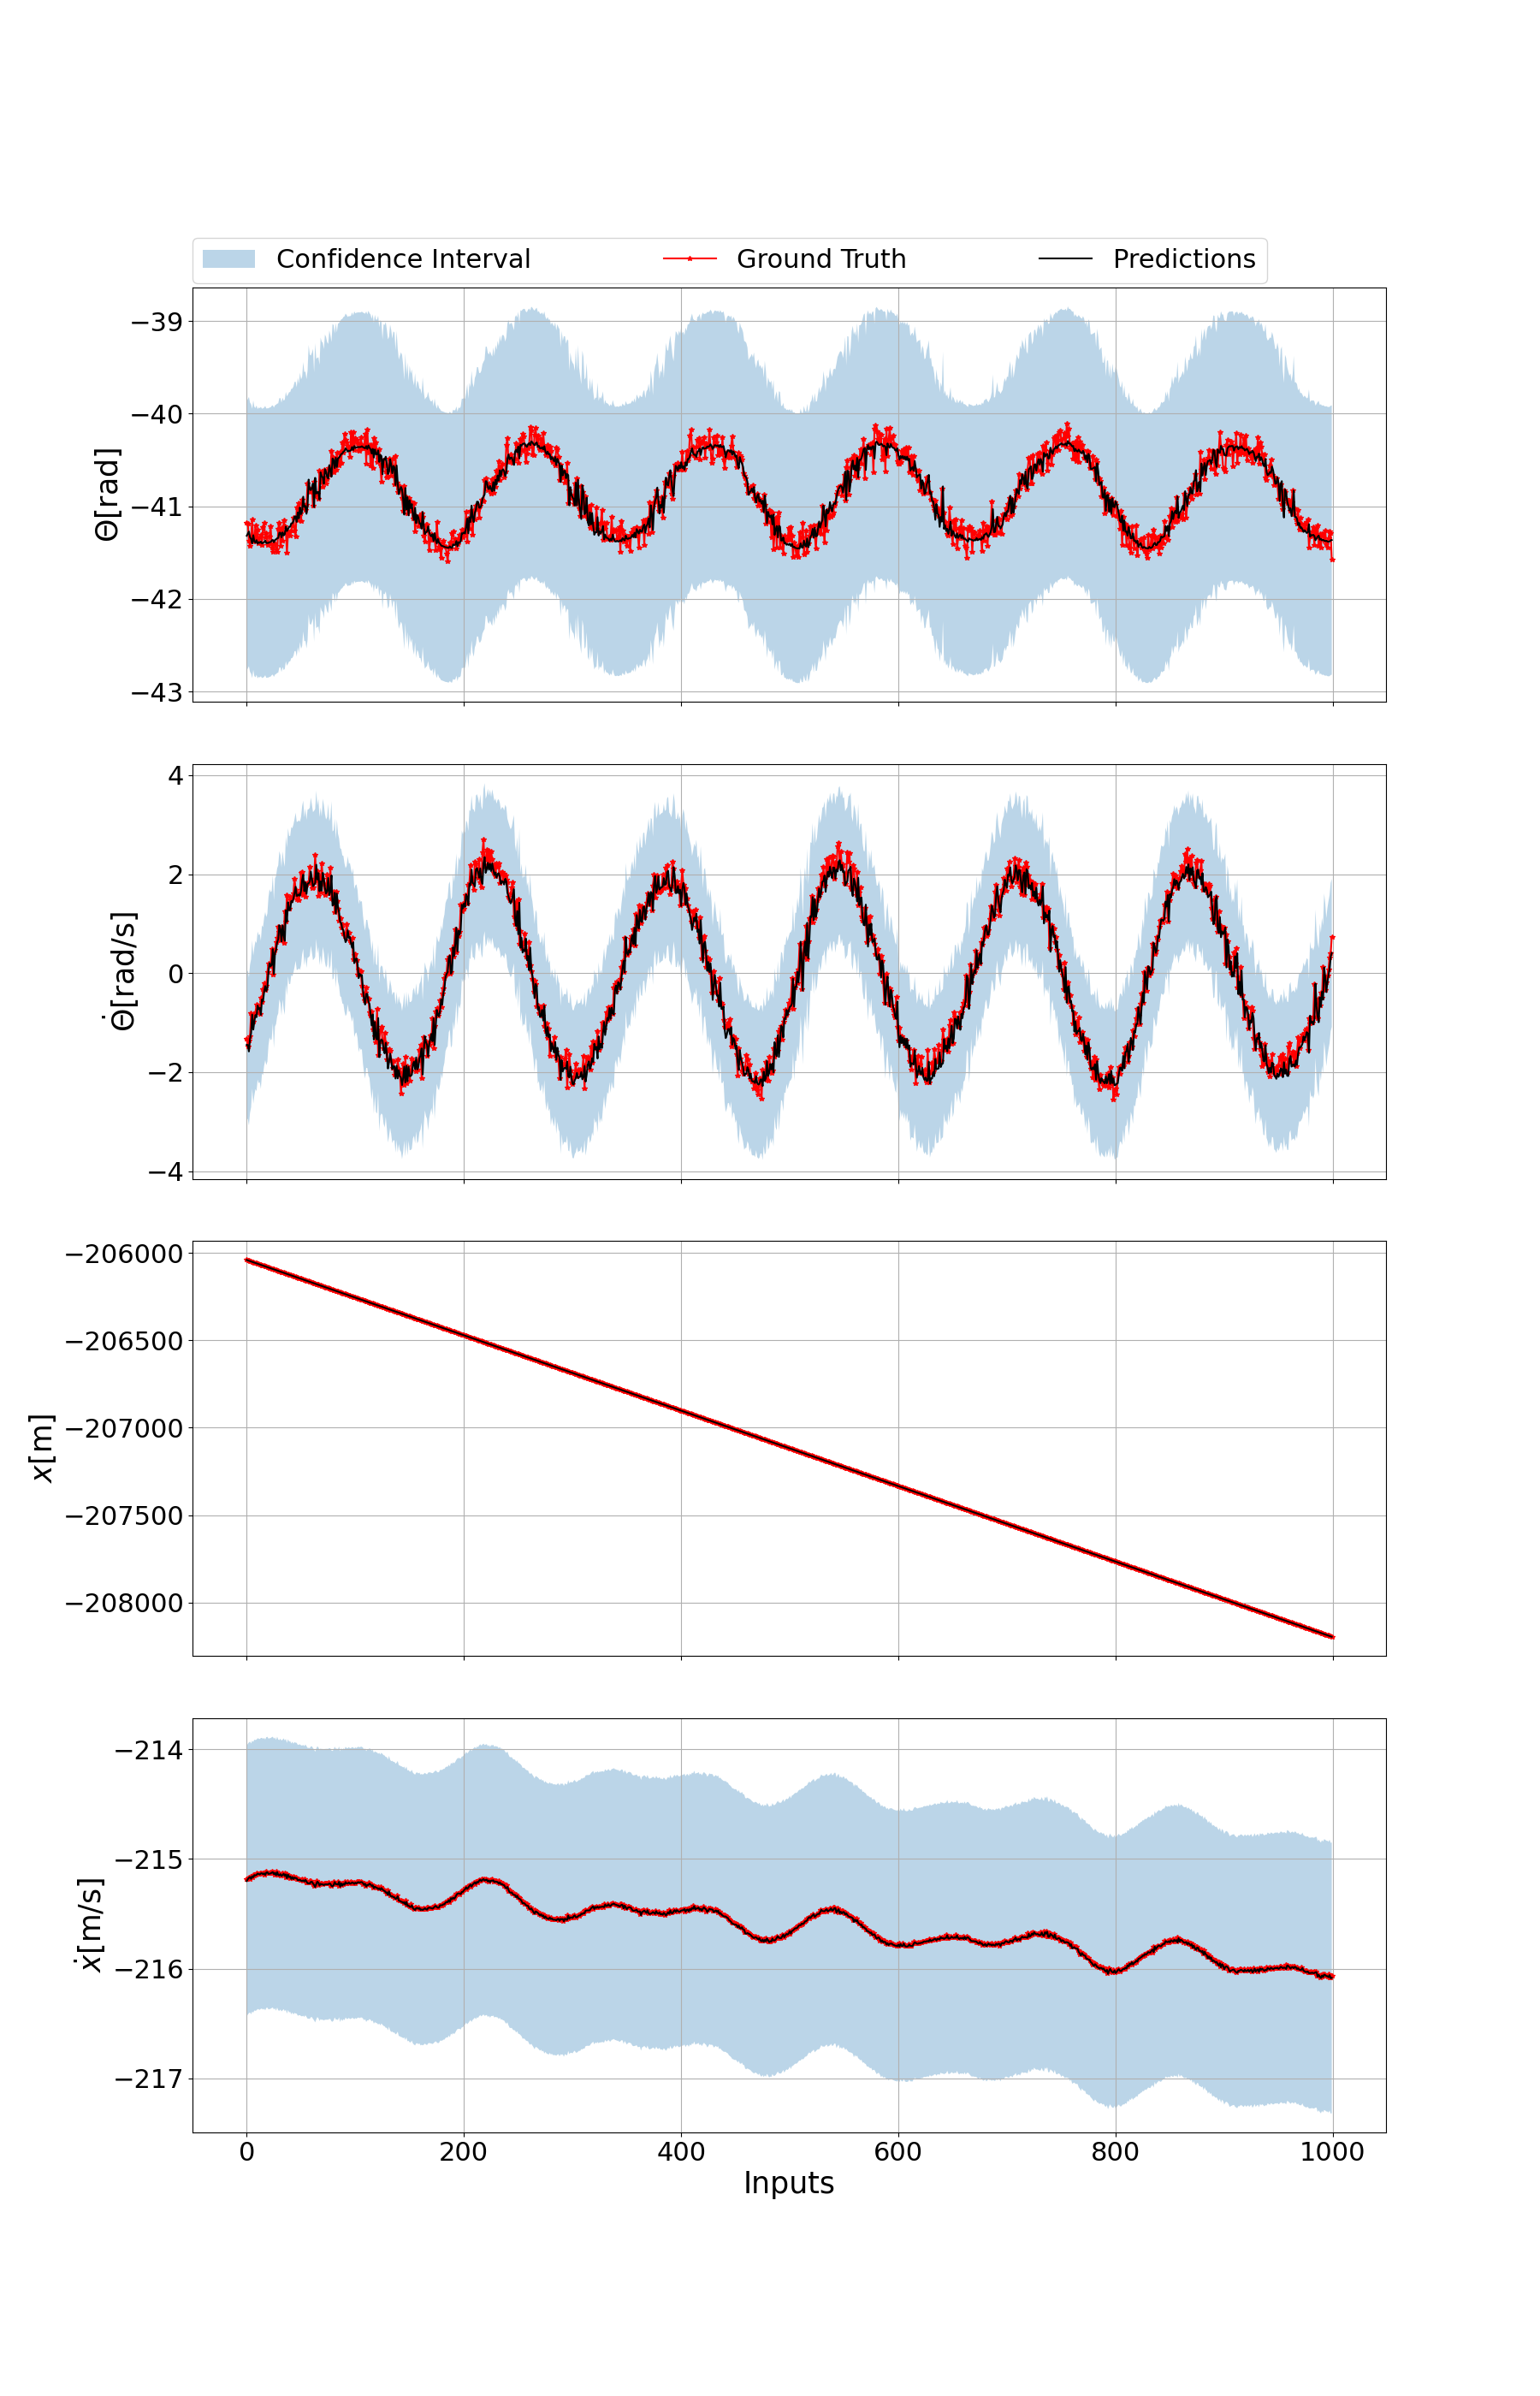 Confidence Interval Ground Truth Predictions
−39
−40
−41
−42
−43
Θ[rad]
4
2
0
−2
−4
Θ̇[rad/s]
−206000
−206500
−207000
−207500
−208000
x[m]
−214
−215
−216
−217
ẋ[m/s]
0 200 400 600 800 1000
Inputs